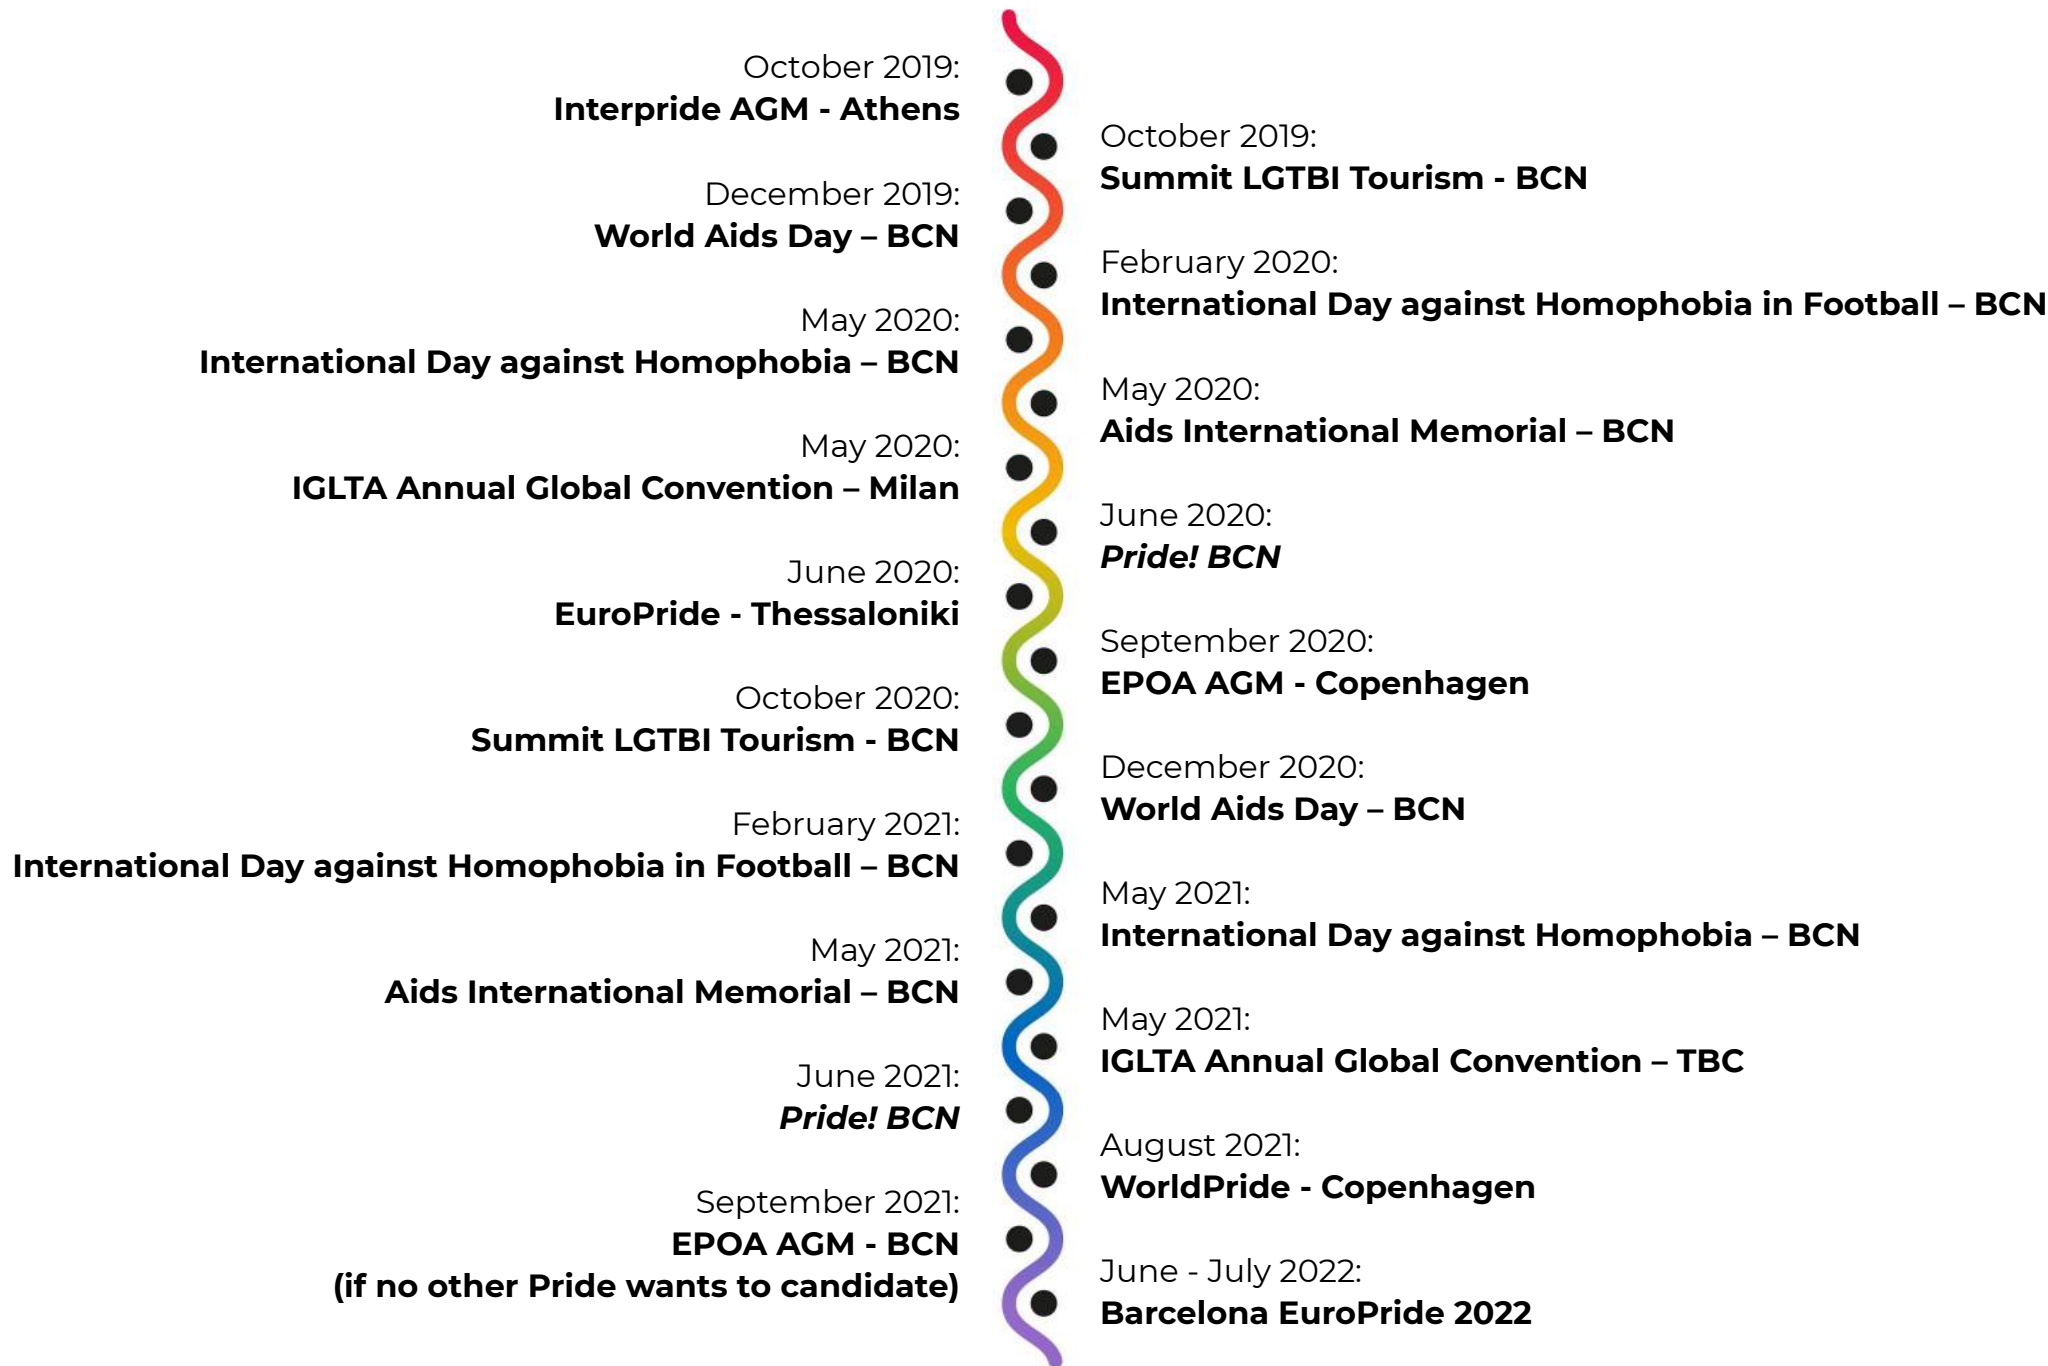 October 2019:
Interpride AGM - Athens
October 2019:
Summit LGTBI Tourism - BCN
December 2019:
World Aids Day – BCN
February 2020:
International Day against Homophobia in Football – BCN
May 2020:
International Day against Homophobia – BCN
May 2020:
Aids International Memorial – BCN
May 2020:
IGLTA Annual Global Convention – Milan
June 2020:
Pride! BCN
June 2020:
EuroPride - Thessaloniki
September 2020:
EPOA AGM - Copenhagen
October 2020:
Summit LGTBI Tourism - BCN
December 2020:
World Aids Day – BCN
February 2021:
International Day against Homophobia in Football – BCN
May 2021:
International Day against Homophobia – BCN
May 2021:
Aids International Memorial – BCN
May 2021:
IGLTA Annual Global Convention – TBC
June 2021:
Pride! BCN
August 2021:
WorldPride - Copenhagen
September 2021:
EPOA AGM - BCN
(if no other Pride wants to candidate)
June - July 2022:
Barcelona EuroPride 2022